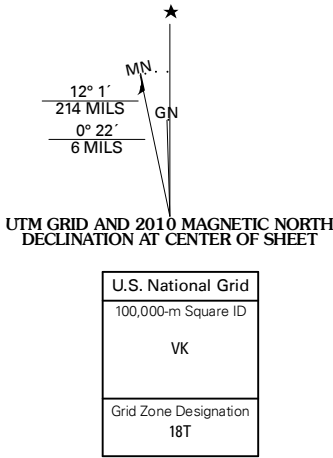 MN
12° 1´
214 MILS
GN
0° 22´
6 MILS
UTM GRID AND 2010 MAGNETIC NORTH
DECLINATION AT CENTER OF SHEET
U.S. National Grid
100,000-m Square ID
VK
Grid Zone Designation
18T